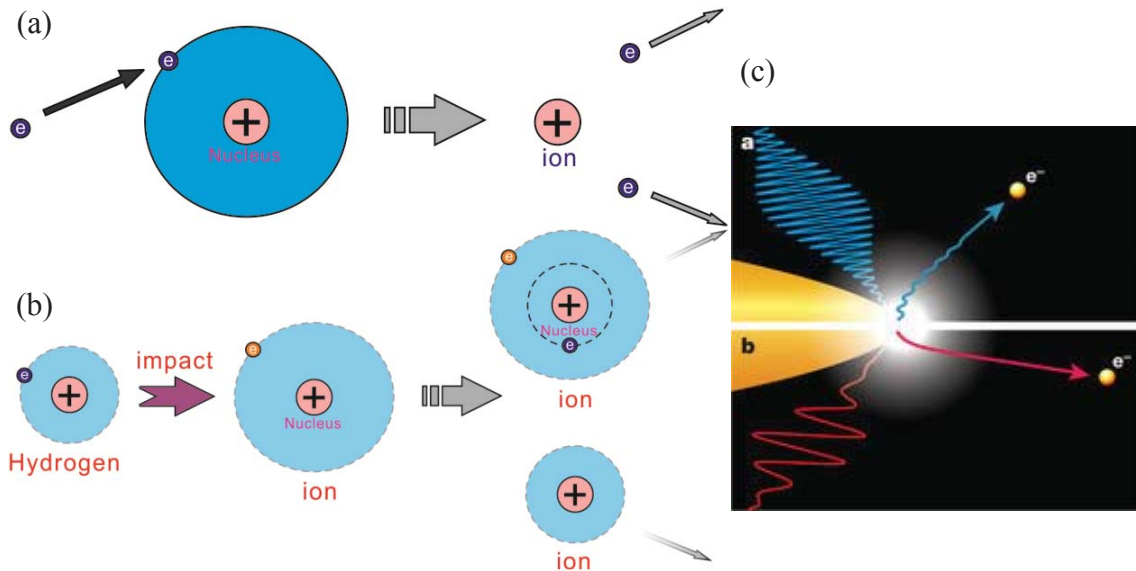 (a)
e
e
+
Nucleus
e
+
ion
e
(b)
e
+
Hydrogen
impact
e
+
Nucleus
ion
e
+
Nucleus
e
ion
+
ion
(c)
a
e⁻
b
e⁻